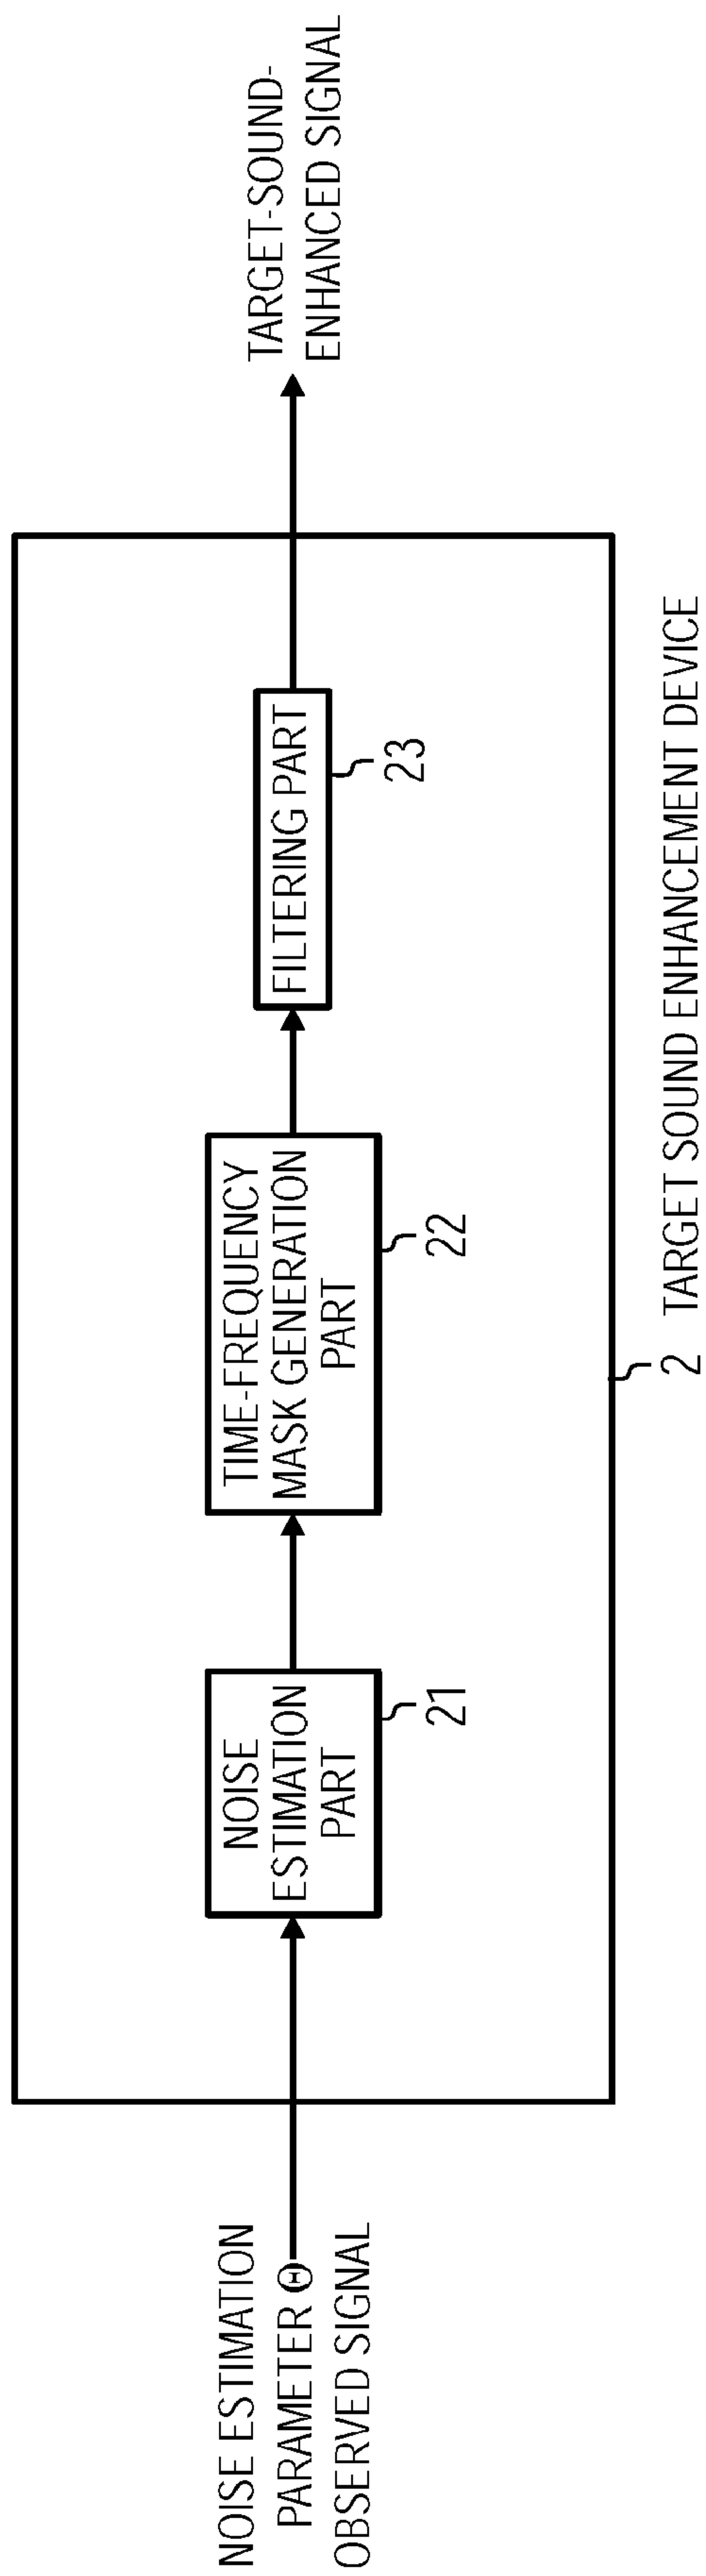 NOISE ESTIMATION
PARAMETER Θ
OBSERVED SIGNAL
NOISE
ESTIMATION
PART
21
TIME-FREQUENCY
MASK GENERATION
PART
22
FILTERING PART
23
TARGET-SOUND-
ENHANCED SIGNAL
2 TARGET SOUND ENHANCEMENT DEVICE